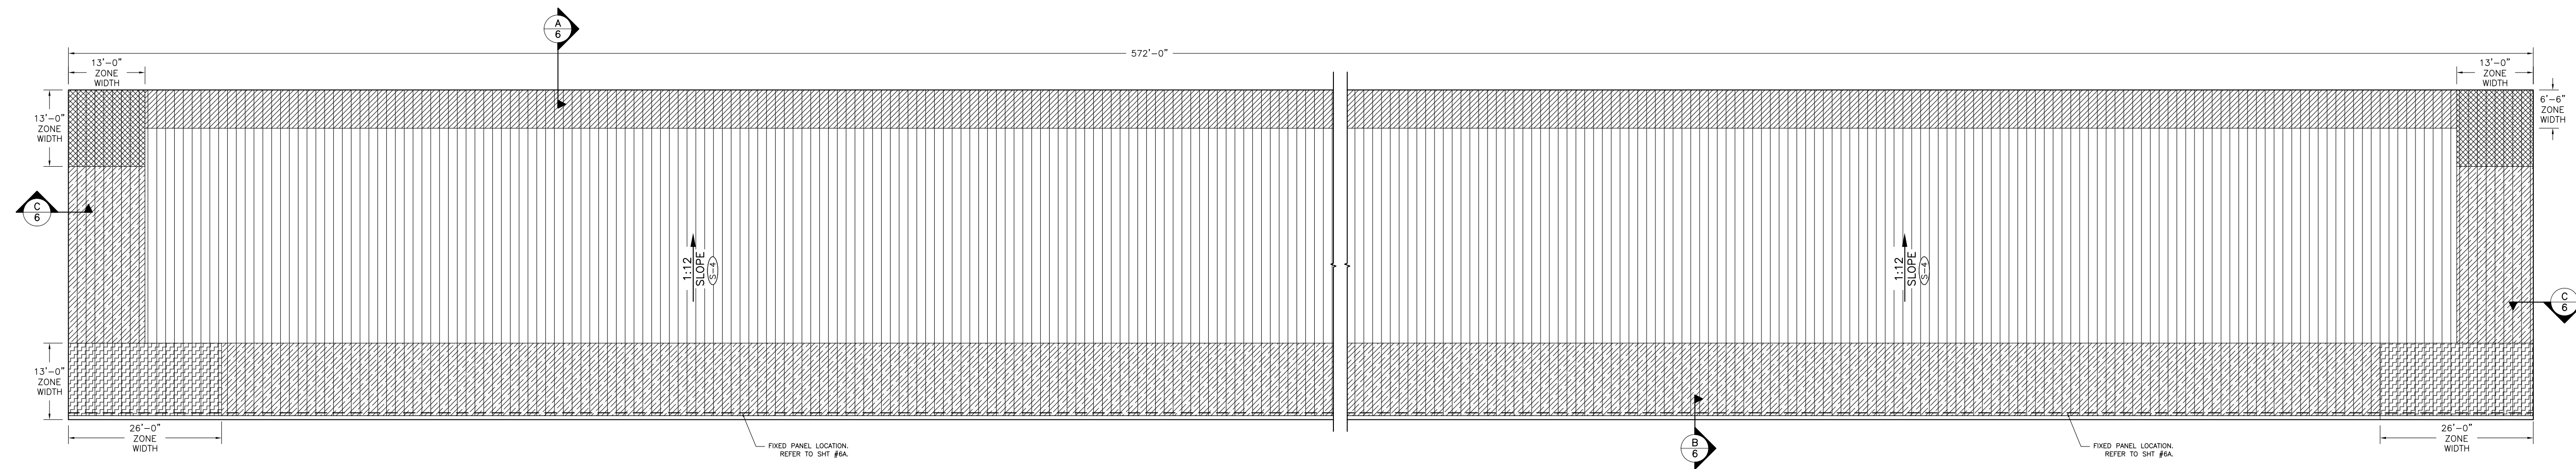 A
6
572'-0"
13'-0"
ZONE
WIDTH
13'-0"
ZONE
WIDTH
13'-0"
ZONE
WIDTH
6'-6"
ZONE
WIDTH
C
6
1:12
SLOPE
S-4
1:12
SLOPE
S-4
C
6
13'-0"
ZONE
WIDTH
26'-0"
ZONE
WIDTH
FIXED PANEL LOCATION.
REFER TO SHT #6A.
B
6
FIXED PANEL LOCATION.
REFER TO SHT #6A.
26'-0"
ZONE
WIDTH